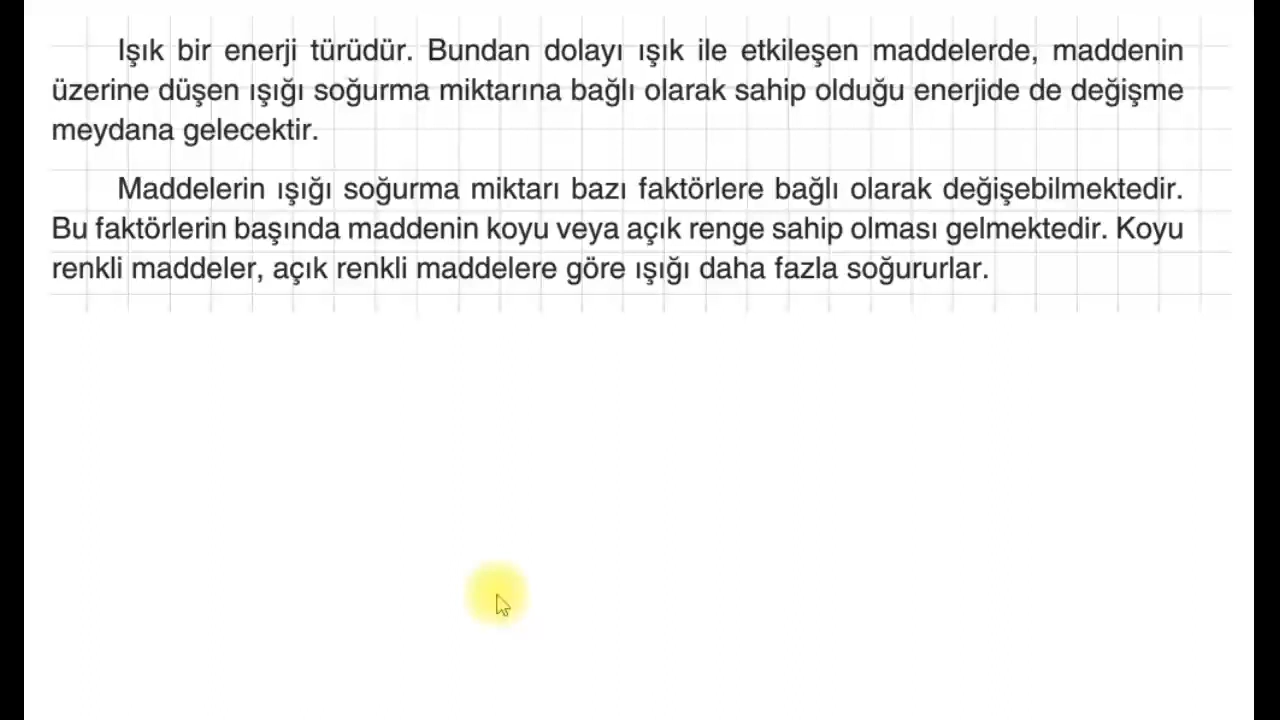 Işık bir enerji türüdür. Bundan dolayı ışık ile etkileşen maddelerde, maddenin
üzerine düşen ışığı soğurma miktarına bağlı olarak sahip olduğu enerjide de değişme
meydana gelecektir.
Maddelerin ışığı soğurma miktarı bazı faktörlere bağlı olarak değişebilmektedir.
Bu faktörlerin başında maddenin koyu veya açık renge sahip olması gelmektedir. Koyu
renkli maddeler, açık renkli maddelere göre ışığı daha fazla soğururlar.